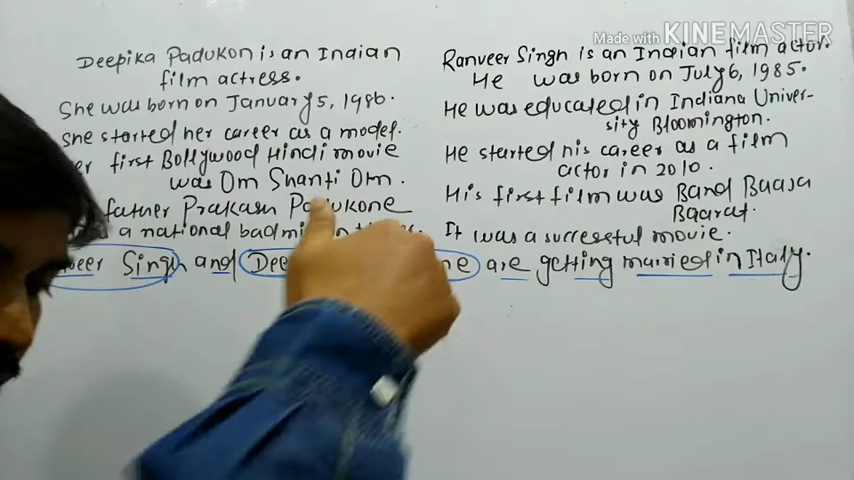 Made with KINEMASTER
Deepika Padukon is an Indian
film actress.
She was born on January 5, 1986.
She started her career as a model.
first Bollywood Hindi movie
was Om Shanti Om.
father Prakash
a national
Singh and are getting married in Italy.
Ranveer Singh is an Indian film actor.
He was born on July 6, 1985.
He was educated in Indiana Univer-
sity Bloomington.
He started his career as a film
actor in 2010.
His first film was Band Baaja
Baarat.
It was a successful movie.